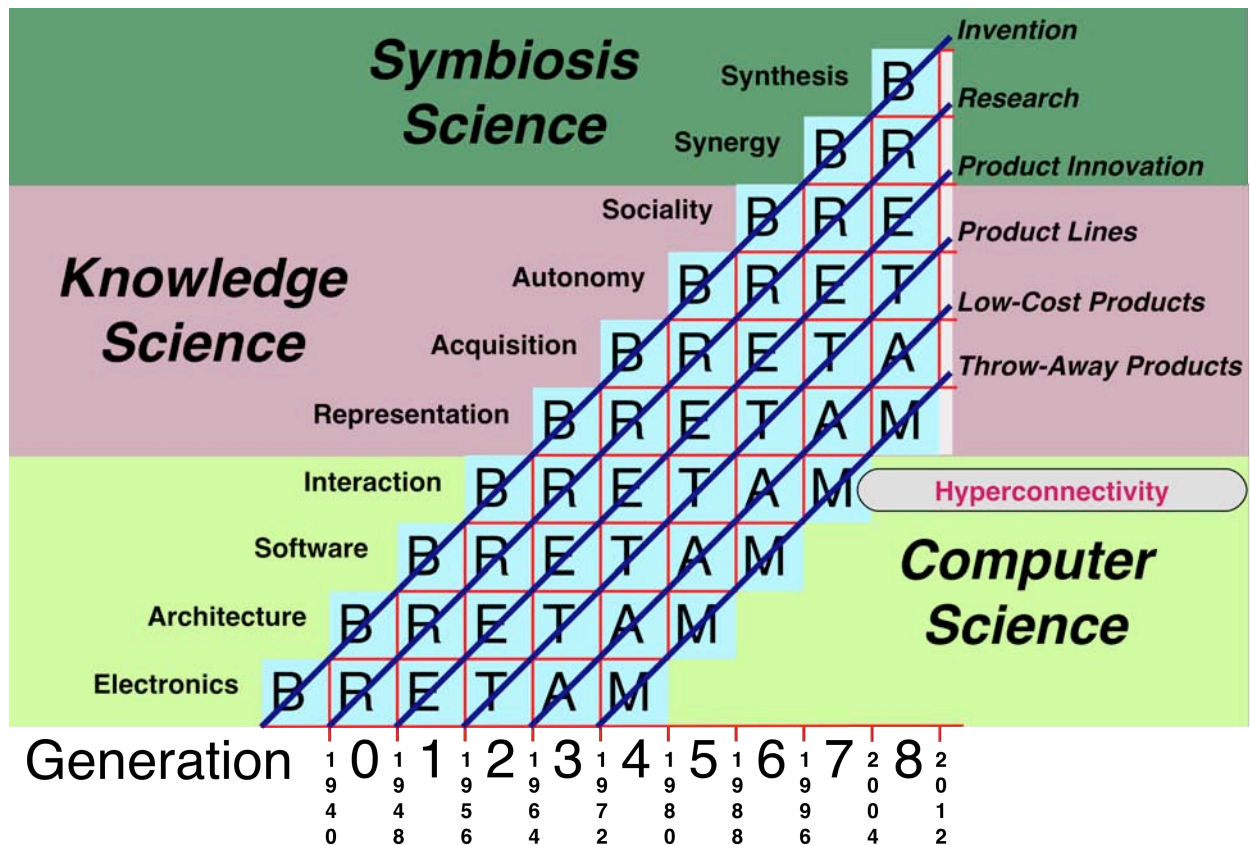 Invention
Symbiosis
Science
Synthesis B
Research
Synergy B R
Product Innovation
Sociality B R E
Product Lines
Knowledge
Science
Autonomy B R E T
Low-Cost Products
Acquisition B R E T A
Throw-Away Products
Representation B R E T A M
Interaction B R E T A M
Hyperconnectivity
Software B R E T A M
Computer
Science
Architecture B R E T A M
Electronics B R E T A M
Generation 0 1 2 3 4 5 6 7 8
1940 1948 1956 1964 1972 1980 1988 1996 2004 2012